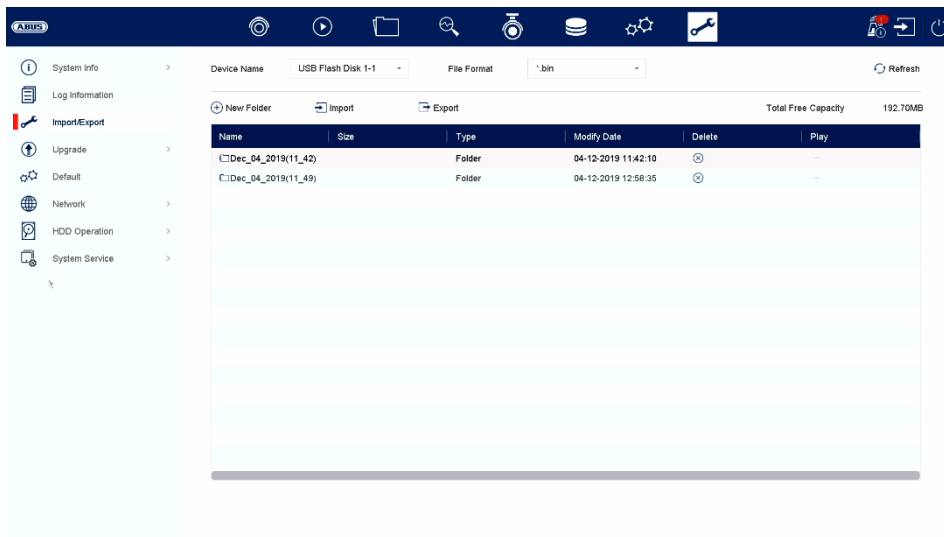 ABUS
System Info
Log Information
Import/Export
Upgrade
Default
Network
HDD Operation
System Service
Device Name USB Flash Disk 1-1 File Format *.bin Refresh
New Folder Import Export Total Free Capacity 192.70MB
Name Size Type Modify Date Delete Play
Dec_04_2019(11_42) Folder 04-12-2019 11:42:10 —
Dec_04_2019(11_49) Folder 04-12-2019 12:58:35 —